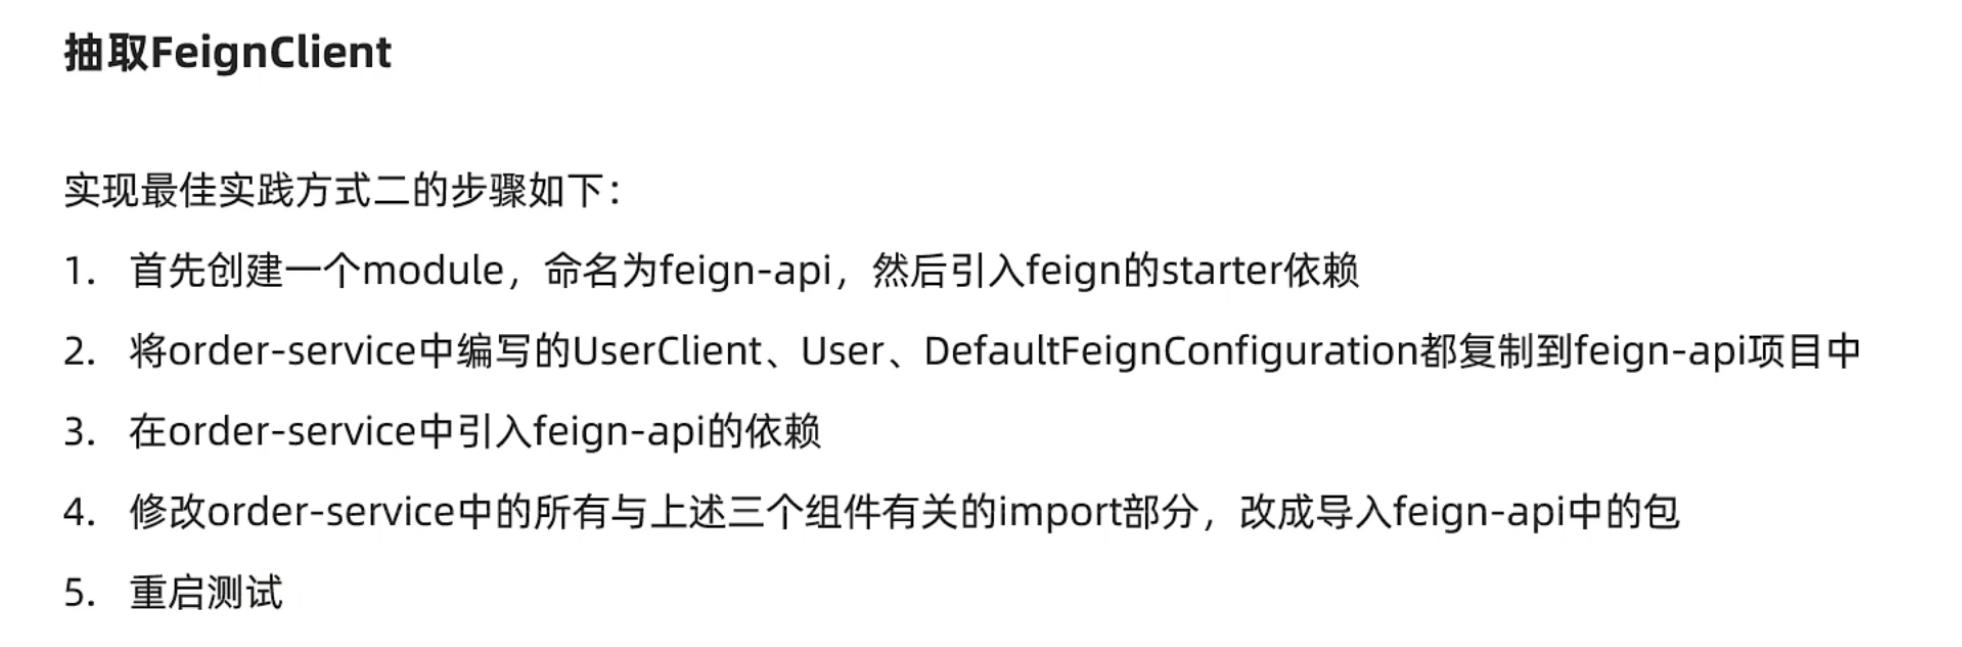 抽取FeignClient
实现最佳实践方式二的步骤如下：
1. 首先创建一个module，命名为feign-api，然后引入feign的starter依赖
2. 将order-service中编写的UserClient、User、DefaultFeignConfiguration都复制到feign-api项目中
3. 在order-service中引入feign-api的依赖
4. 修改order-service中的所有与上述三个组件有关的import部分，改成导入feign-api中的包
5. 重启测试